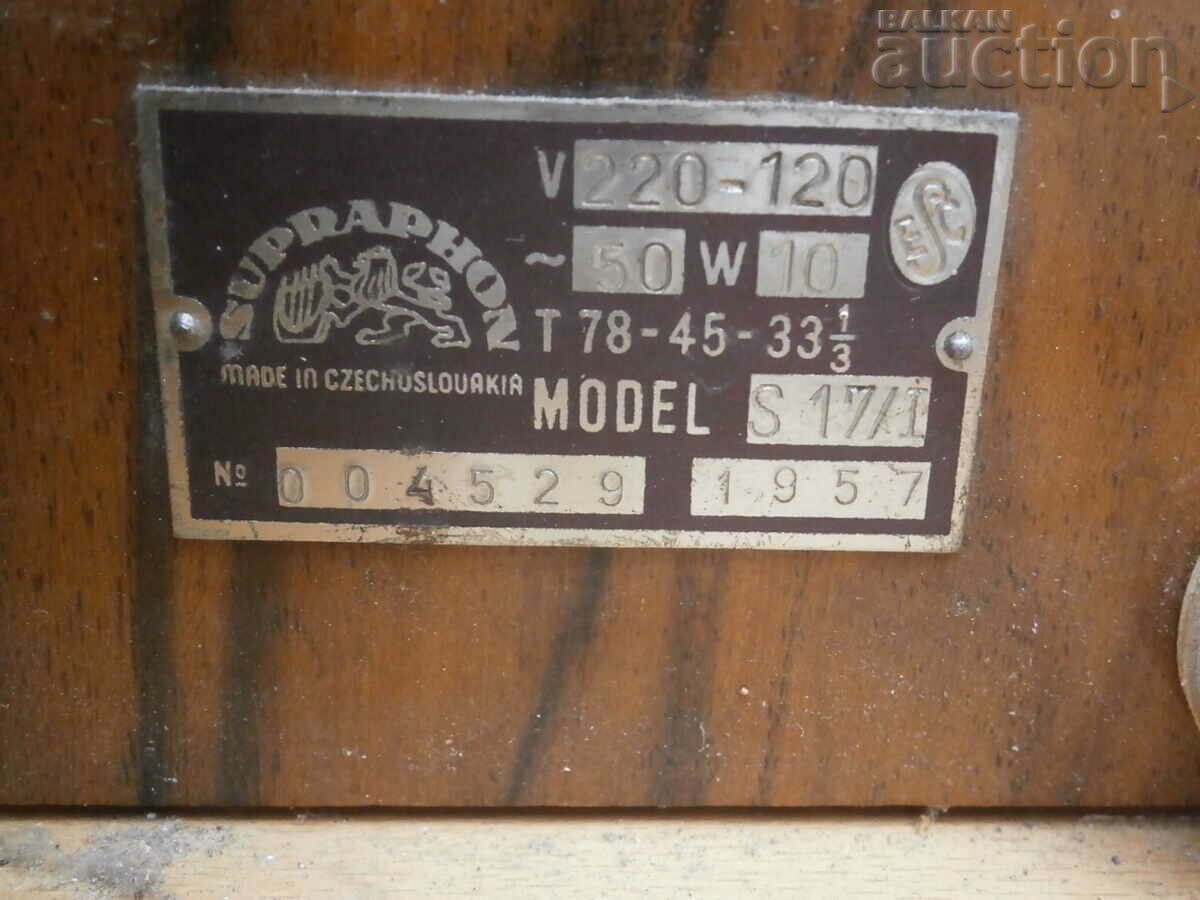 BALKAN
auction
SUPRAPHON
MADE IN CZECHOSLOVAKIA
V 220-120
~ 50 W 10
T 78-45-33 1/3
MODEL S 17/I
№ 004529 1957
ESC